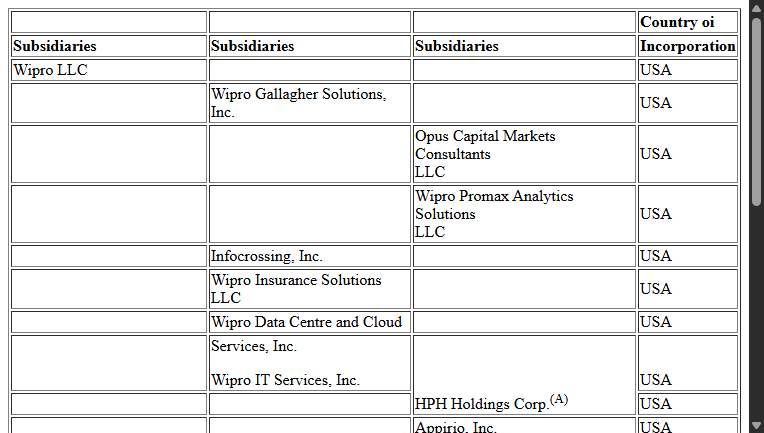 Country oi
Subsidiaries Subsidiaries Subsidiaries Incorporation
Wipro LLC USA
Wipro Gallagher Solutions,
Inc. USA
Opus Capital Markets
Consultants
LLC USA
Wipro Promax Analytics
Solutions
LLC USA
Infocrossing, Inc. USA
Wipro Insurance Solutions
LLC USA
Wipro Data Centre and Cloud USA
Services, Inc.
Wipro IT Services, Inc. USA
HPH Holdings Corp.(A) USA
Appirio, Inc. USA